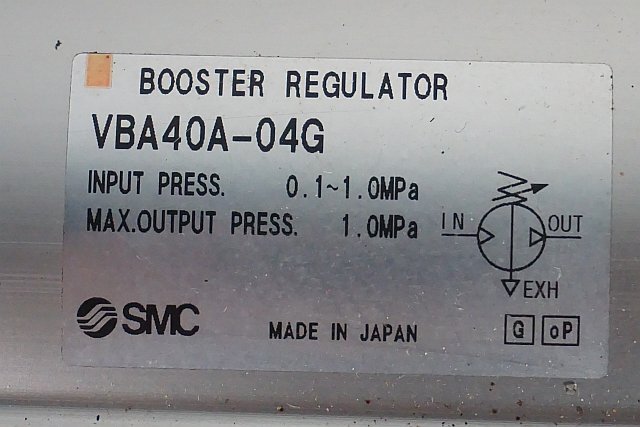 BOOSTER REGULATOR
VBA40A-04G
INPUT PRESS. 0.1~1.0MPa
MAX.OUTPUT PRESS. 1.0MPa
IN OUT
EXH
SMC MADE IN JAPAN G oP